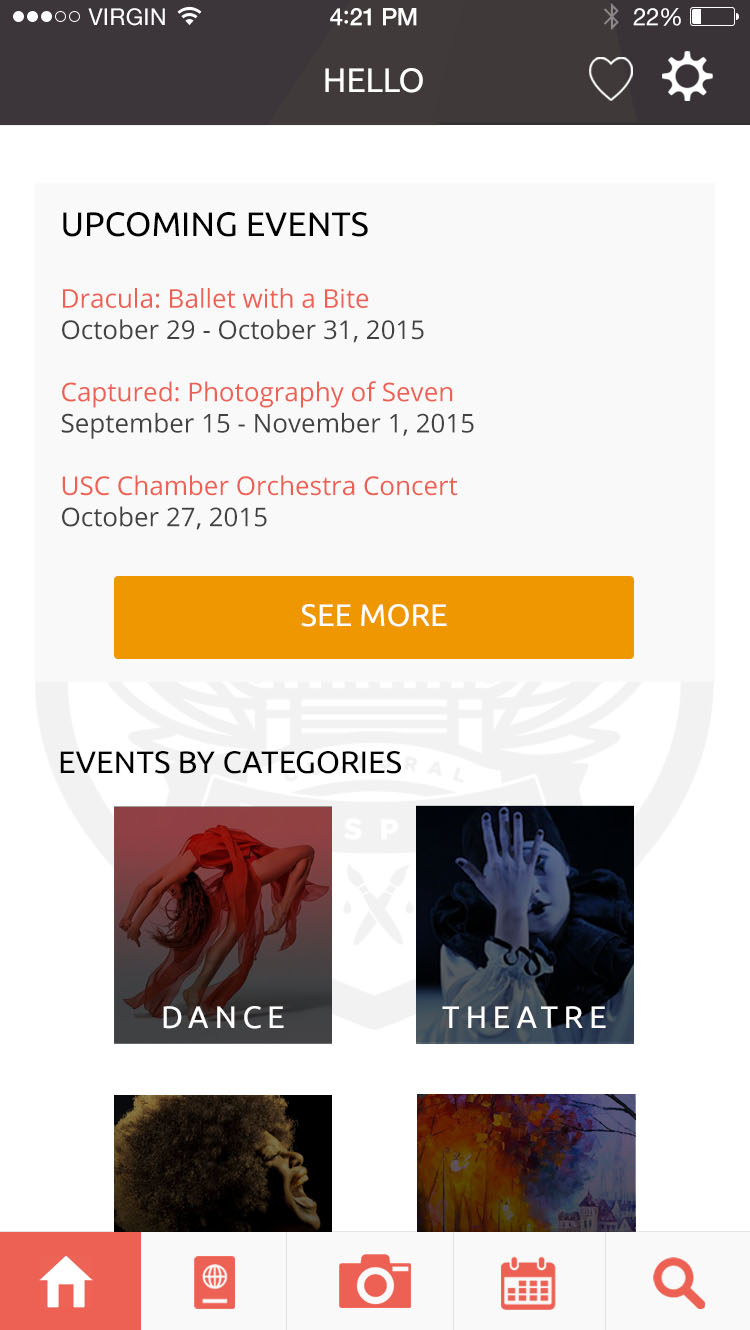 VIRGIN 4:21 PM 22%
HELLO
UPCOMING EVENTS
Dracula: Ballet with a Bite
October 29 - October 31, 2015
Captured: Photography of Seven
September 15 - November 1, 2015
USC Chamber Orchestra Concert
October 27, 2015
SEE MORE
EVENTS BY CATEGORIES
DANCE
THEATRE